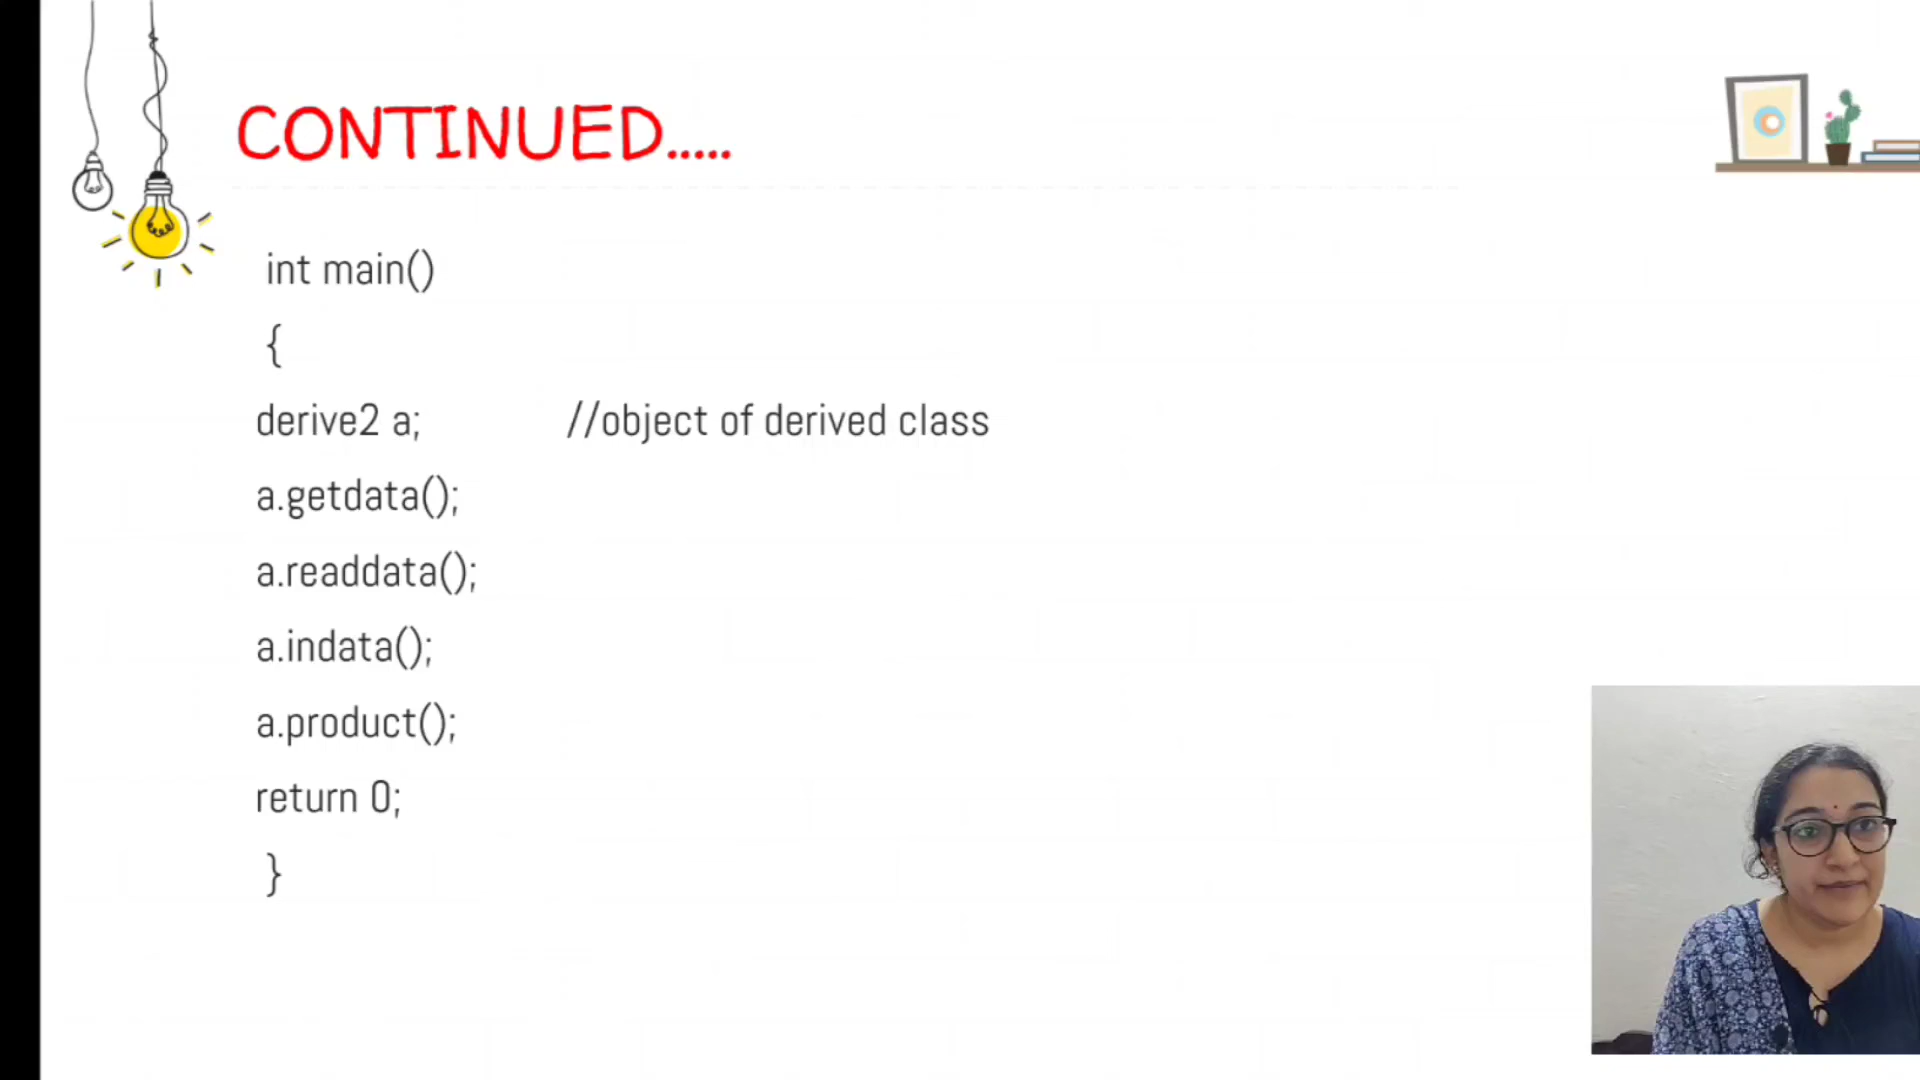 CONTINUED.....
int main()
{
derive2 a; //object of derived class
a.getdata();
a.readdata();
a.indata();
a.product();
return 0;
}